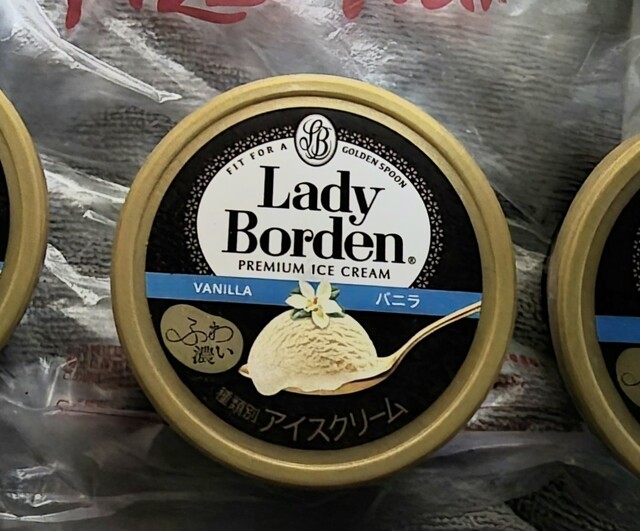 LB
FIT FOR A GOLDEN SPOON
Lady
Borden®
PREMIUM ICE CREAM
VANILLA バニラ
ふわ
濃い
種類別 アイスクリーム